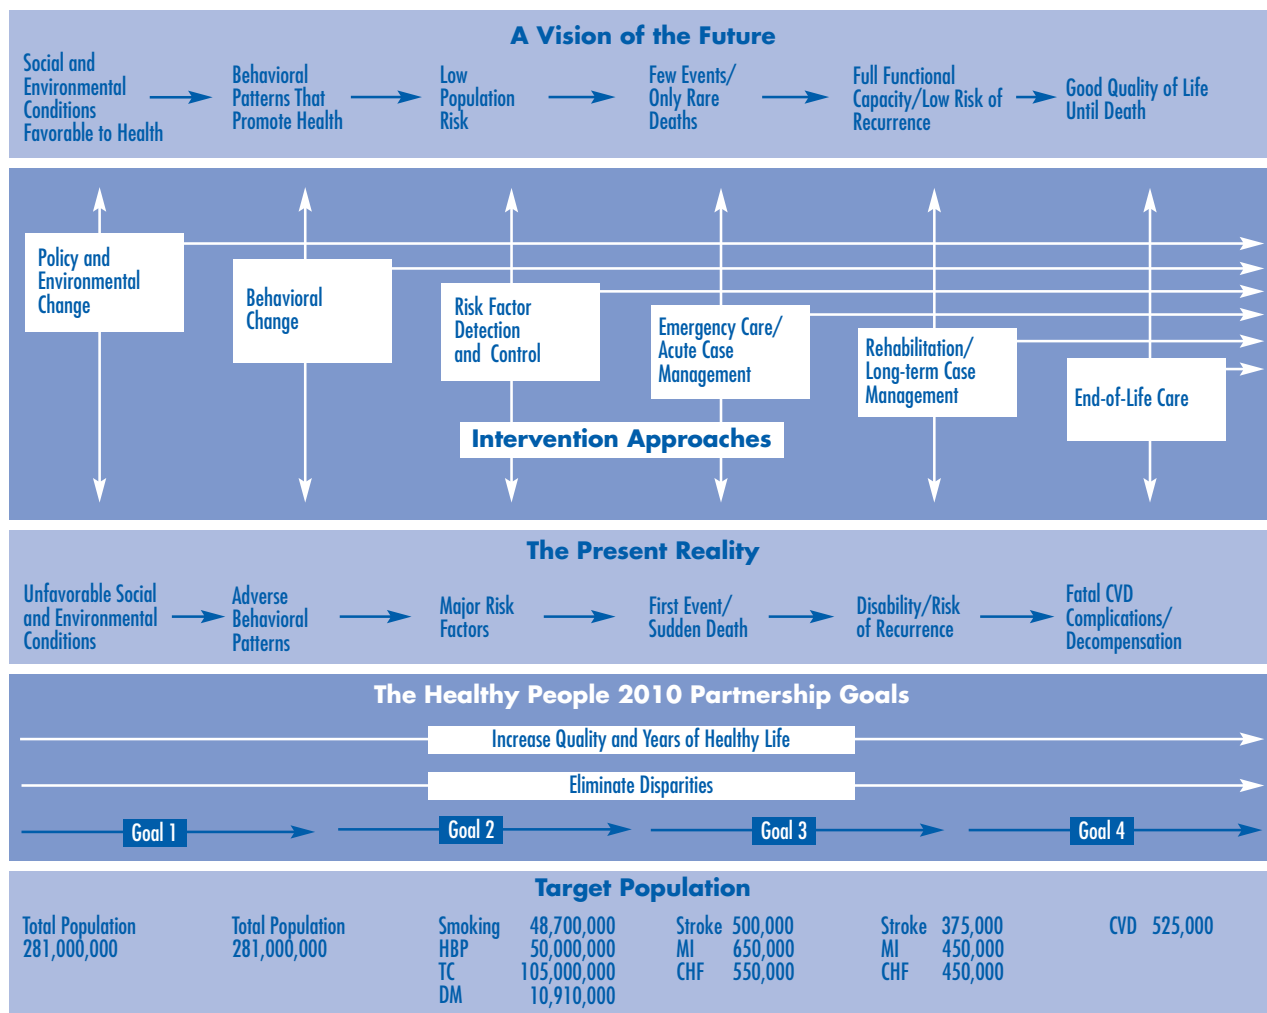 A Vision of the Future
Social and
Environmental
Conditions
Favorable to Health
Behavioral
Patterns That
Promote Health
Low
Population
Risk
Few Events/
Only Rare
Deaths
Full Functional
Capacity/Low Risk of
Recurrence
Good Quality of Life
Until Death
Policy and
Environmental
Change
Behavioral
Change
Risk Factor
Detection
and Control
Emergency Care/
Acute Case
Management
Rehabilitation/
Long-term Case
Management
End-of-Life Care
Intervention Approaches
The Present Reality
Unfavorable Social
and Environmental
Conditions
Adverse
Behavioral
Patterns
Major Risk
Factors
First Event/
Sudden Death
Disability/Risk
of Recurrence
Fatal CVD
Complications/
Decompensation
The Healthy People 2010 Partnership Goals
Increase Quality and Years of Healthy Life
Eliminate Disparities
Goal 1
Goal 2
Goal 3
Goal 4
Target Population
Total Population
281,000,000
Total Population
281,000,000
Smoking 48,700,000
HBP 50,000,000
TC 105,000,000
DM 10,910,000
Stroke 500,000
MI 650,000
CHF 550,000
Stroke 375,000
MI 450,000
CHF 450,000
CVD 525,000